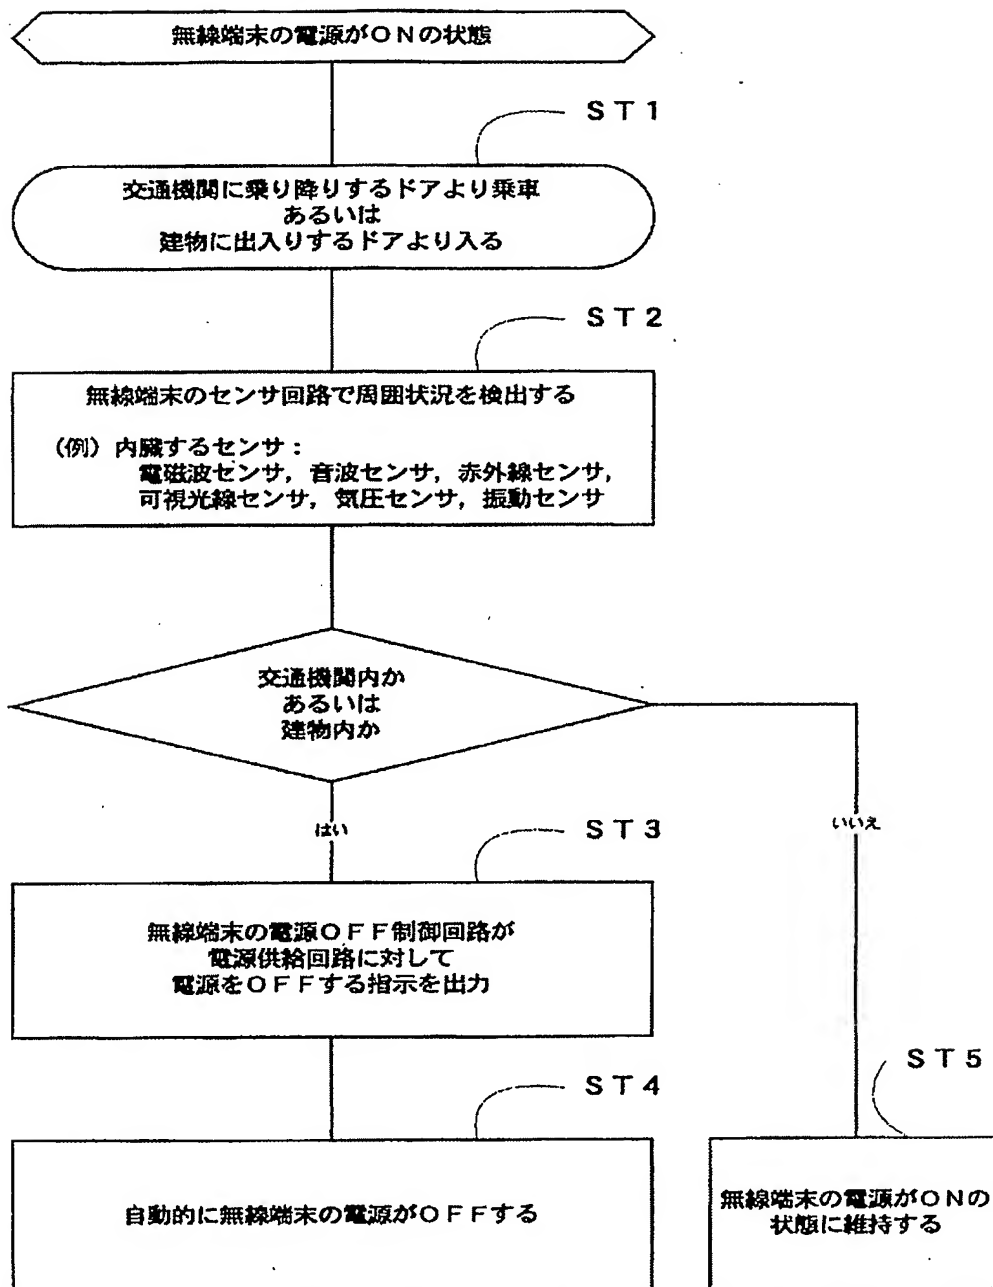 無線端末の電源がONの状態
ST1
交通機関に乗り降りするドアより乗車
あるいは
建物に出入りするドアより入る
ST2
無線端末のセンサ回路で周囲状況を検出する
(例) 内臓するセンサ:
電磁波センサ, 音波センサ, 赤外線センサ,
可視光線センサ, 気圧センサ, 振動センサ
交通機関内か
あるいは
建物内か
はい
いいえ
ST3
無線端末の電源OFF制御回路が
電源供給回路に対して
電源をOFFする指示を出力
ST4
自動的に無線端末の電源がOFFする
ST5
無線端末の電源がONの
状態に維持する